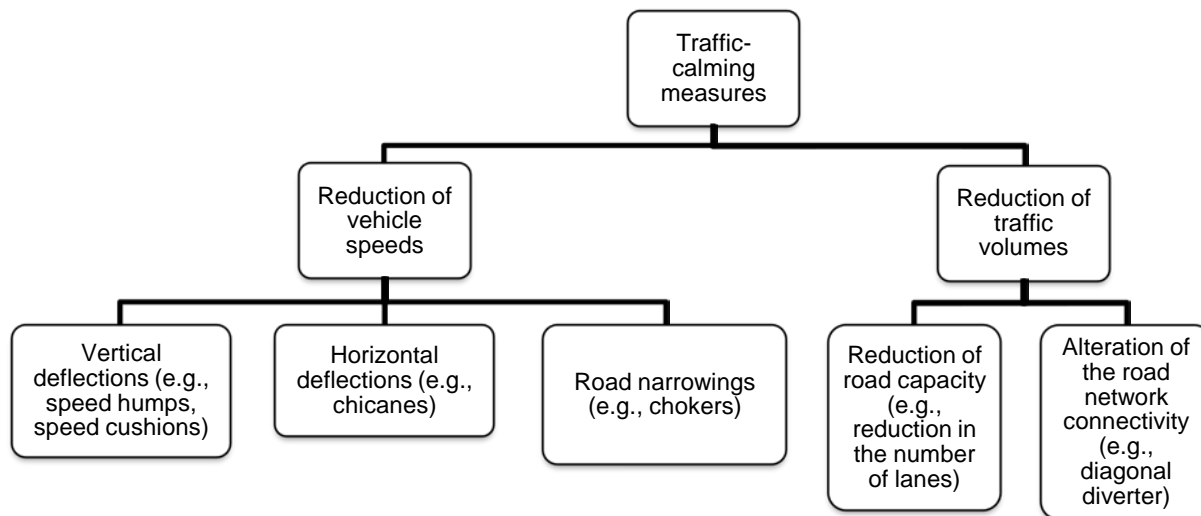 Traffic-
calming
measures
Reduction of
vehicle
speeds
Reduction of
traffic
volumes
Vertical
deflections (e.g.,
speed humps,
speed cushions)
Horizontal
deflections (e.g.,
chicanes)
Road narrowings
(e.g., chokers)
Reduction of
road capacity
(e.g.,
reduction in
the number
of lanes)
Alteration of
the road
network
connectivity
(e.g.,
diagonal
diverter)